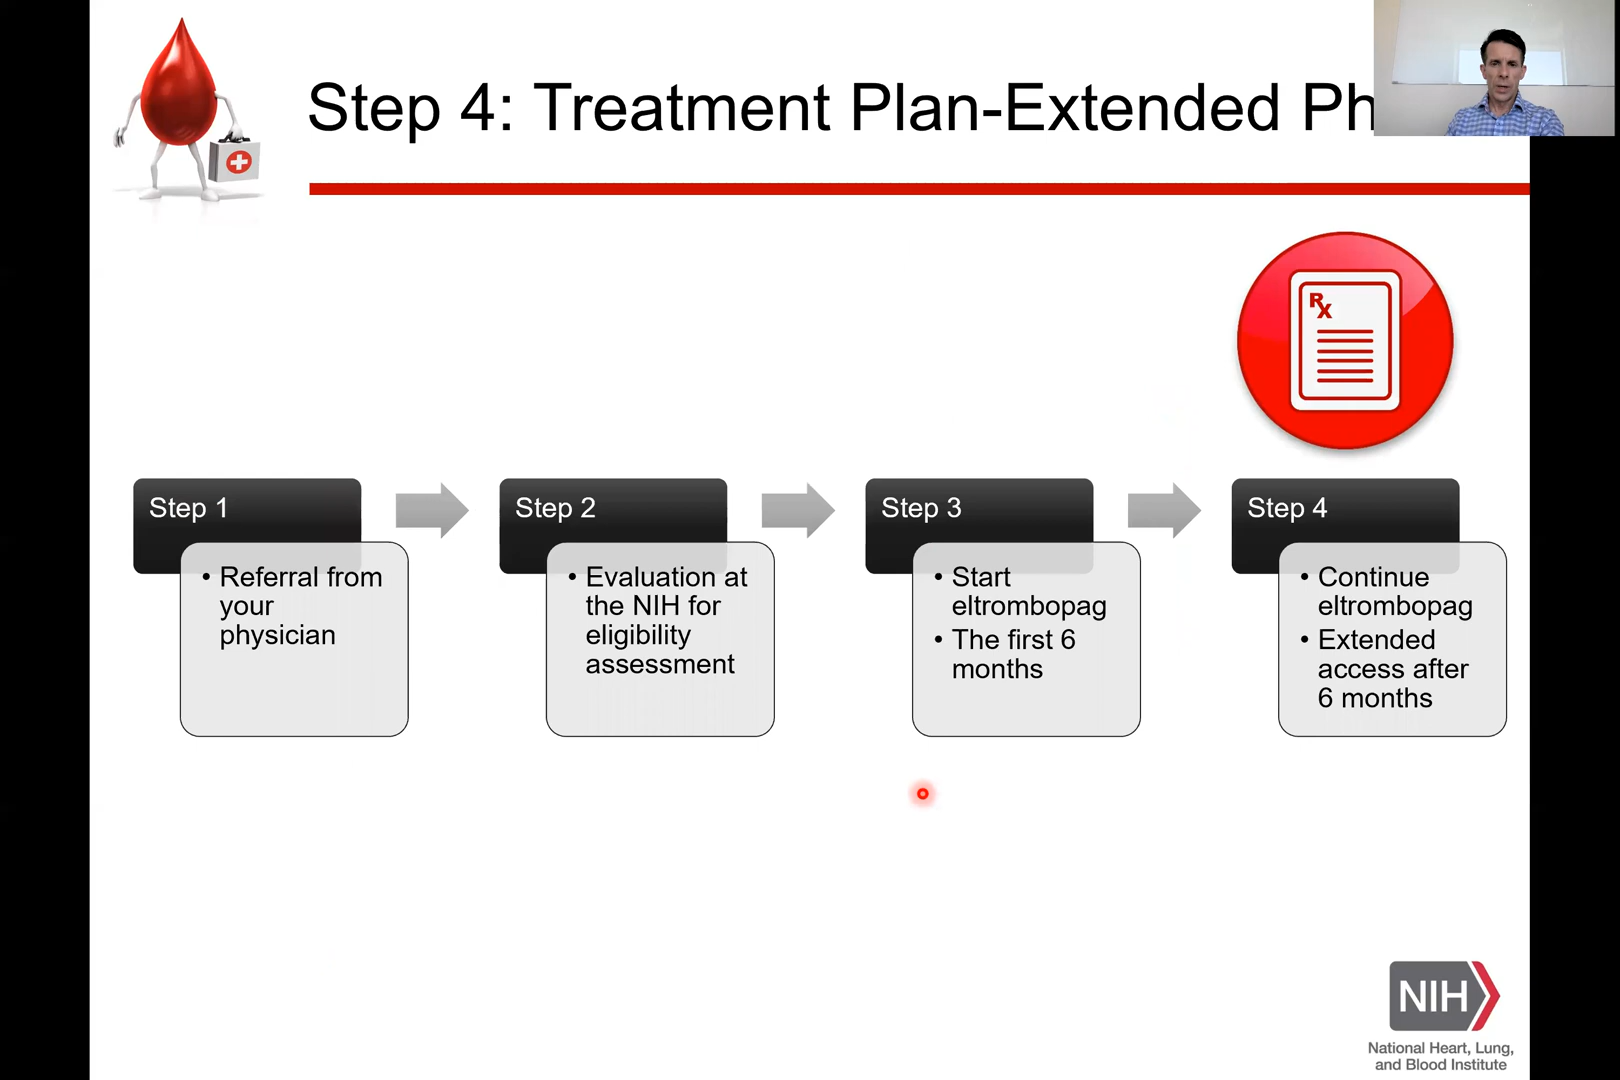 Step 4: Treatment Plan-Extended Ph
Rx
Step 1
• Referral from
your
physician
Step 2
• Evaluation at
the NIH for
eligibility
assessment
Step 3
• Start
eltrombopag
• The first 6
months
Step 4
• Continue
eltrombopag
• Extended
access after
6 months
NIH
National Heart, Lung,
and Blood Institute